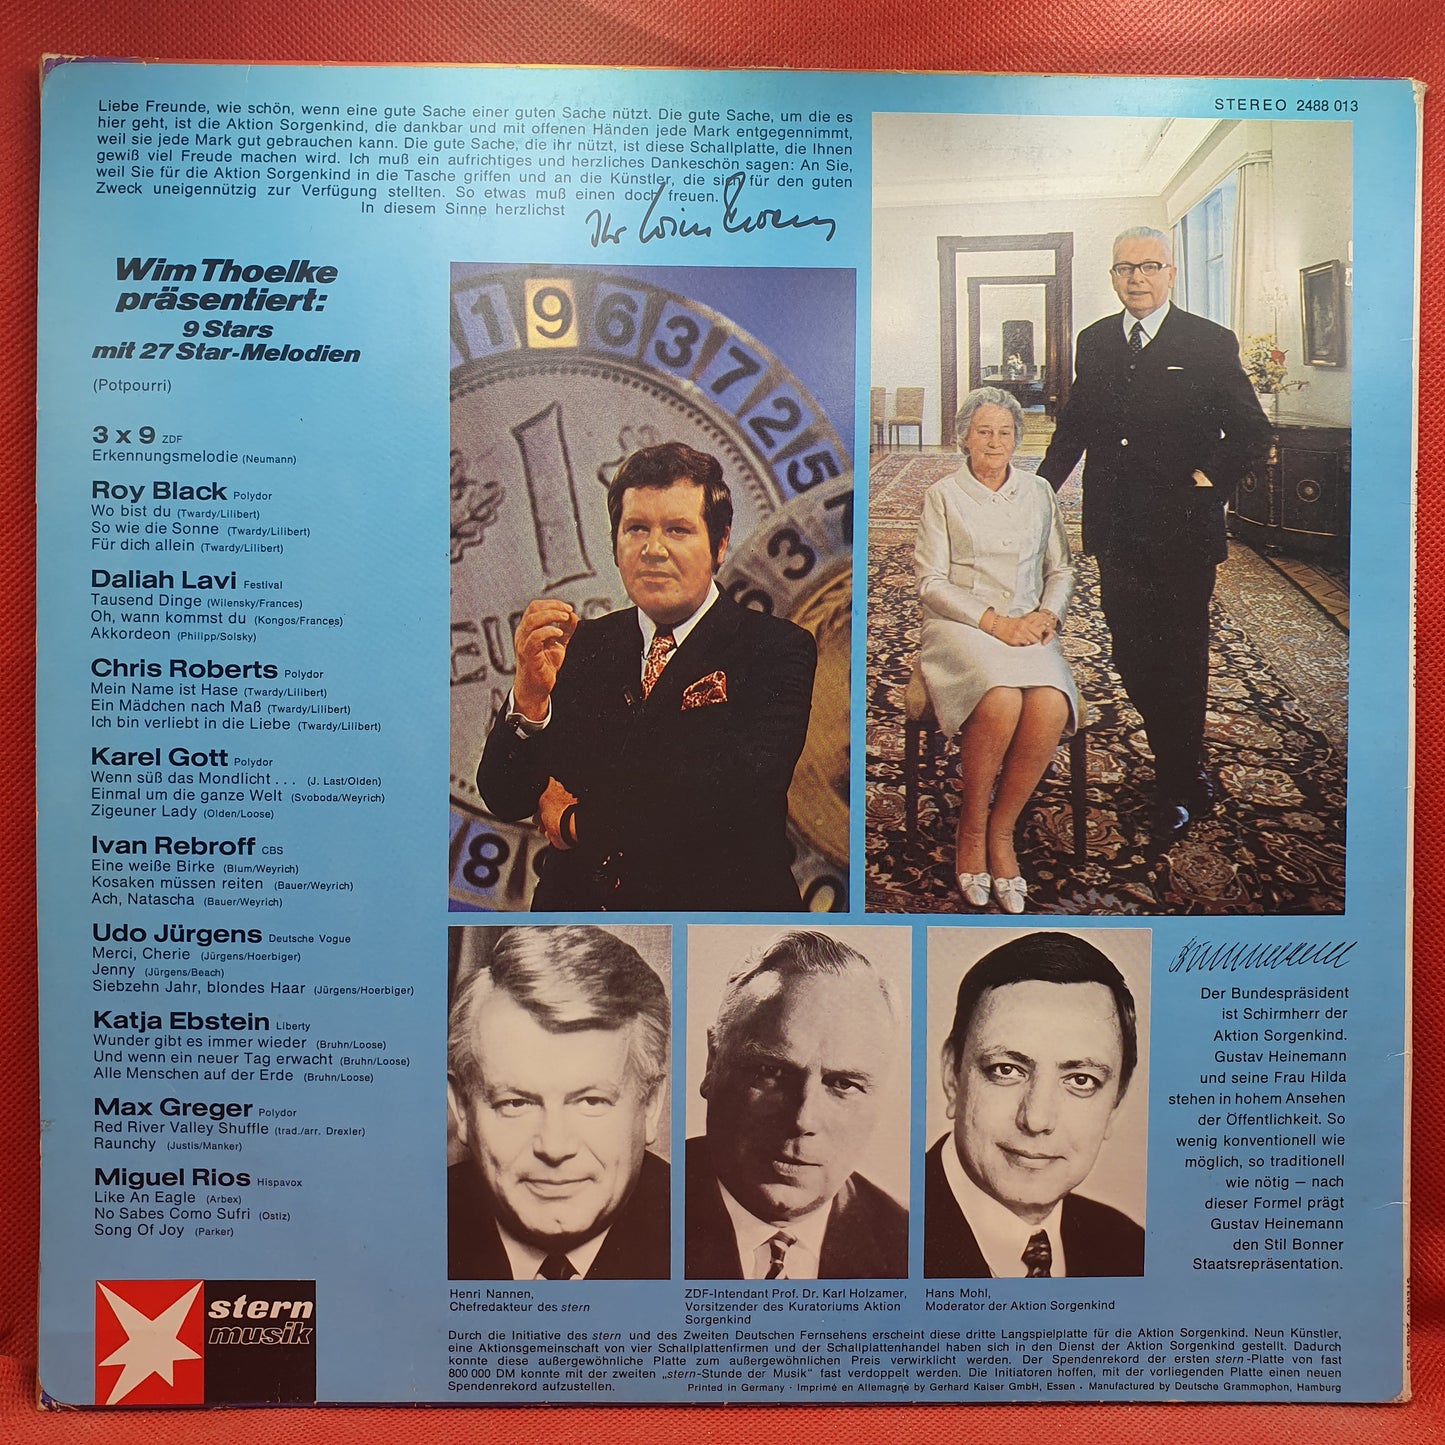 Liebe Freunde, wie schön, wenn eine gute Sache einer guten Sache nützt. Die gute Sache, um die es
hier geht, ist die Aktion Sorgenkind, die dankbar und mit offenen Händen jede Mark entgegennimmt,
weil sie jede Mark gut gebrauchen kann. Die gute Sache, die ihr nützt, ist diese Schallplatte, die Ihnen
gewiß viel Freude machen wird. Ich muß ein aufrichtiges und herzliches Dankeschön sagen: An Sie,
weil Sie für die Aktion Sorgenkind in die Tasche griffen und an die Künstler, die sich für den guten
Zweck uneigennützig zur Verfügung stellten. So etwas muß einen doch freuen.
In diesem Sinne herzlichst
Ihr Wim Thoelke
STEREO 2488 013
Wim Thoelke
präsentiert:
9 Stars
mit 27 Star-Melodien
(Potpourri)
3 x 9 ZDF
Erkennungsmelodie (Neumann)
Roy Black Polydor
Wo bist du (Twardy/Lilibert)
So wie die Sonne (Twardy/Lilibert)
Für dich allein (Twardy/Lilibert)
Daliah Lavi Festival
Tausend Dinge (Wilensky/Frances)
Oh, wann kommst du (Kongos/Frances)
Akkordeon (Philipp/Solsky)
Chris Roberts Polydor
Mein Name ist Hase (Twardy/Lilibert)
Ein Mädchen nach Maß (Twardy/Lilibert)
Ich bin verliebt in die Liebe (Twardy/Lilibert)
Karel Gott Polydor
Wenn süß das Mondlicht . . . (J. Last/Olden)
Einmal um die ganze Welt (Svoboda/Weyrich)
Zigeuner Lady (Olden/Loose)
Ivan Rebroff CBS
Eine weiße Birke (Blum/Weyrich)
Kosaken müssen reiten (Bauer/Weyrich)
Ach, Natascha (Bauer/Weyrich)
Udo Jürgens Deutsche Vogue
Merci, Cherie (Jürgens/Hoerbiger)
Jenny (Jürgens/Beach)
Siebzehn Jahr, blondes Haar (Jürgens/Hoerbiger)
Katja Ebstein Liberty
Wunder gibt es immer wieder (Bruhn/Loose)
Und wenn ein neuer Tag erwacht (Bruhn/Loose)
Alle Menschen auf der Erde (Bruhn/Loose)
Max Greger Polydor
Red River Valley Shuffle (trad./arr. Drexler)
Raunchy (Justis/Manker)
Miguel Rios Hispavox
Like An Eagle (Arbex)
No Sabes Como Sufri (Ostiz)
Song Of Joy (Parker)
stern
musik
1 9 6 3 7 25
1
3
8
0
Der Bundespräsident
ist Schirmherr der
Aktion Sorgenkind.
Gustav Heinemann
und seine Frau Hilda
stehen in hohem Ansehen
der Öffentlichkeit. So
wenig konventionell wie
möglich, so traditionell
wie nötig – nach
dieser Formel prägt
Gustav Heinemann
den Stil Bonner
Staatsrepräsentation.
Henri Nannen,
Chefredakteur des stern
ZDF-Intendant Prof. Dr. Karl Holzamer,
Vorsitzender des Kuratoriums Aktion
Sorgenkind
Hans Mohl,
Moderator der Aktion Sorgenkind
Durch die Initiative des stern und des Zweiten Deutschen Fernsehens erscheint diese dritte Langspielplatte für die Aktion Sorgenkind. Neun Künstler,
eine Aktionsgemeinschaft von vier Schallplattenfirmen und der Schallplattenhandel haben sich in den Dienst der Aktion Sorgenkind gestellt. Dadurch
konnte diese außergewöhnliche Platte zum außergewöhnlichen Preis verwirklicht werden. Der Spendenrekord der ersten stern-Platte von fast
800 000 DM konnte mit der zweiten „stern-Stunde der Musik“ fast verdoppelt werden. Die Initiatoren hoffen, mit der vorliegenden Platte einen neuen
Spendenrekord aufzustellen. Printed in Germany · Imprimé en Allemagne by Gerhard Kaiser GmbH, Essen · Manufactured by Deutsche Grammophon, Hamburg